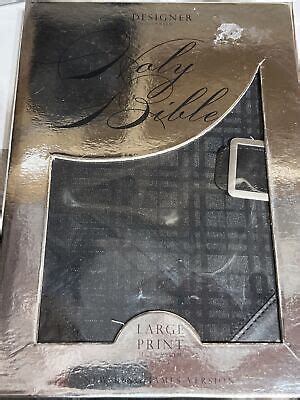 DESIGNER
Holy
Bible
LARGE
PRINT
JAMES VERSION